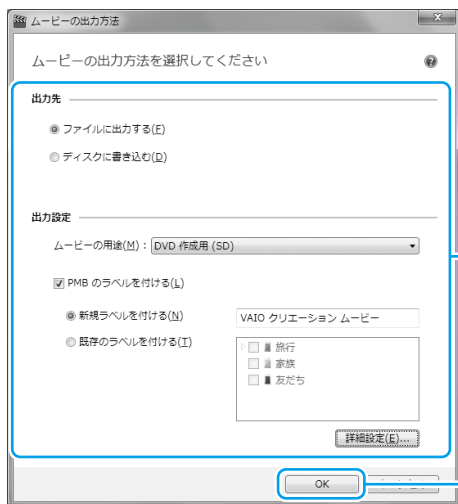 ムービーの出力方法
ムービーの出力方法を選択してください
出力先
ファイルに出力する(F)
ディスクに書き込む(D)
出力設定
ムービーの用途(M)：DVD 作成用 (SD)
PMB のラベルを付ける(L)
新規ラベルを付ける(N) VAIO クリエーション ムービー
既存のラベルを付ける(T)
旅行
家族
友だち
詳細設定(E)...
OK